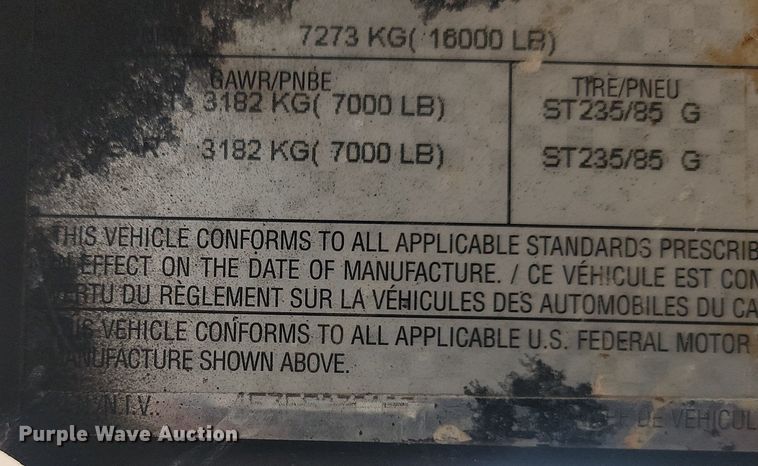 7273 KG( 16000 LB)
GAWR/PNBE TIRE/PNEU
3182 KG( 7000 LB) ST235/85 G
3182 KG( 7000 LB) ST235/85 G
THIS VEHICLE CONFORMS TO ALL APPLICABLE STANDARDS PRESCRIB
EFFECT ON THE DATE OF MANUFACTURE. / CE VÉHICULE EST CON
VERTU DU RÈGLEMENT SUR LA VÉHICULES DES AUTOMOBILES DU CA
THIS VEHICLE CONFORMS TO ALL APPLICABLE U.S. FEDERAL MOTOR
MANUFACTURE SHOWN ABOVE.
N.I.V.: DE VÉHICUL
Purple Wave Auction